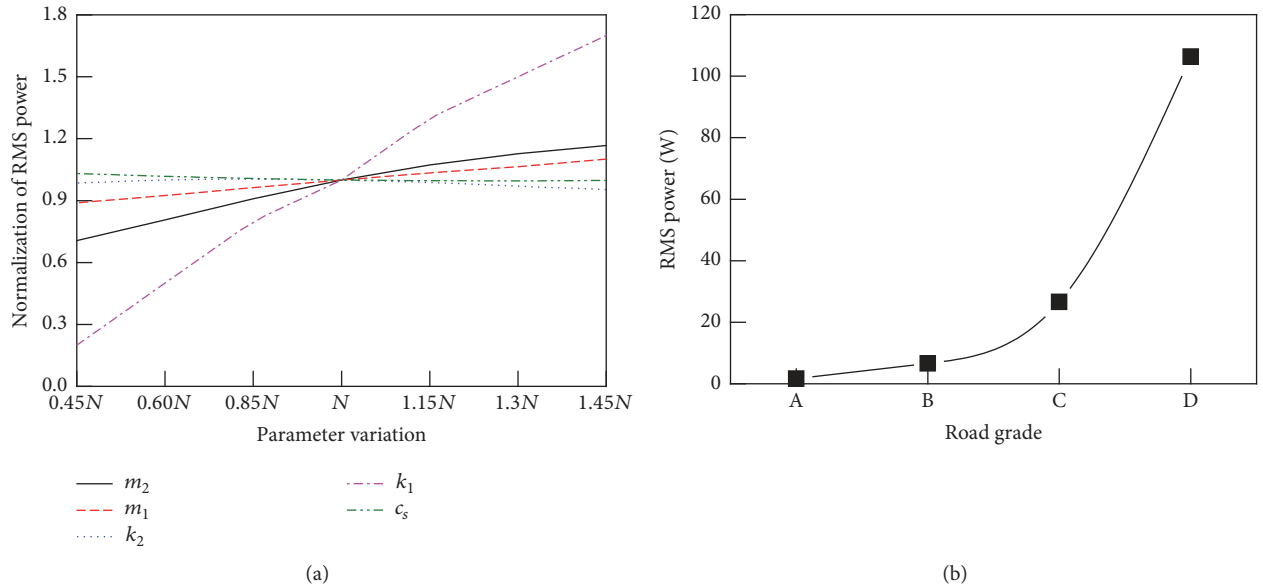 1.8
1.5
1.2
0.9
0.6
0.3
0.0
Normalization of RMS power
0.45N 0.60N 0.85N N 1.15N 1.3N 1.45N
Parameter variation
m2
m1
k2
k1
cs
(a)
120
100
80
60
40
20
0
RMS power (W)
A B C D
Road grade
(b)